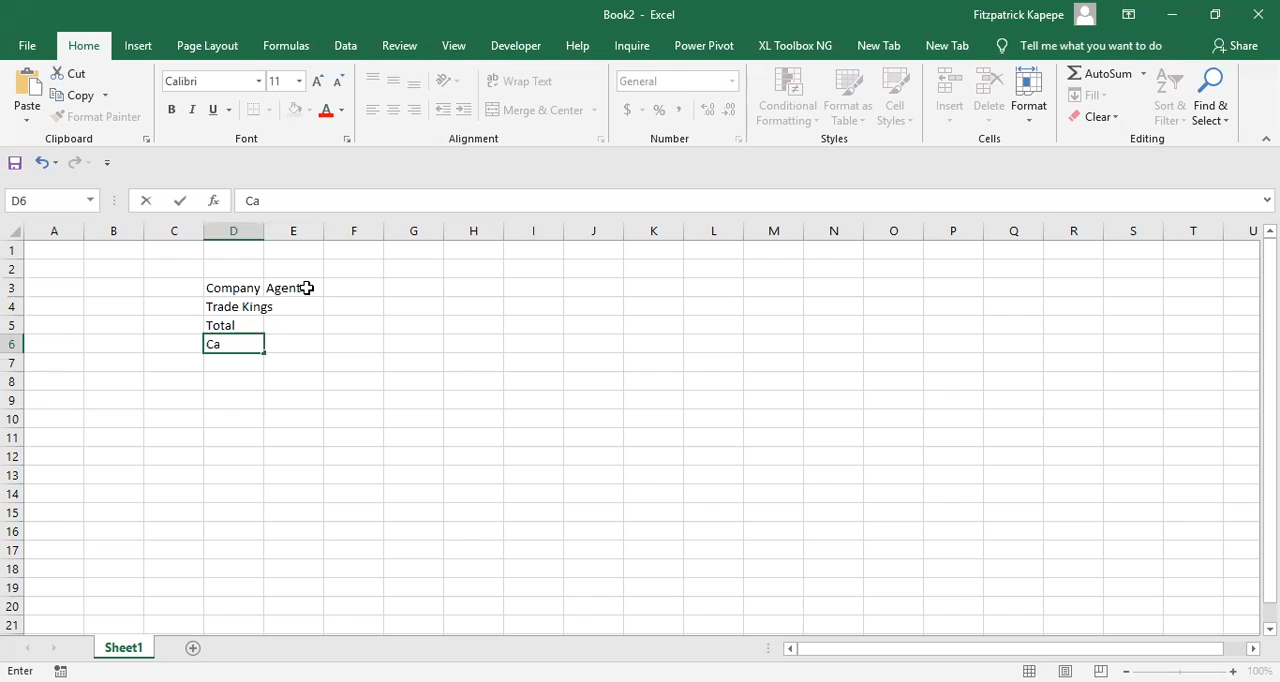 Book2 - Excel
Fitzpatrick Kapepe
File Home Insert Page Layout Formulas Data Review View Developer Help Inquire Power Pivot XL Toolbox NG New Tab New Tab Tell me what you want to do Share
Paste Cut Copy Format Painter Clipboard
Calibri 11 A A B I U A Font
ab Wrap Text Merge & Center Alignment
General $ % , Number
Conditional Formatting Format as Table Cell Styles Styles
Insert Delete Format Cells
AutoSum Fill Clear Sort & Filter Find & Select Editing
D6 fx Ca
A B C D E F G H I J K L M N O P Q R S T U
1
2
3 Company Agent
4 Trade Kings
5 Total
6 Ca
7
8
9
10
11
12
13
14
15
16
17
18
19
20
21
Sheet1
Enter 100%